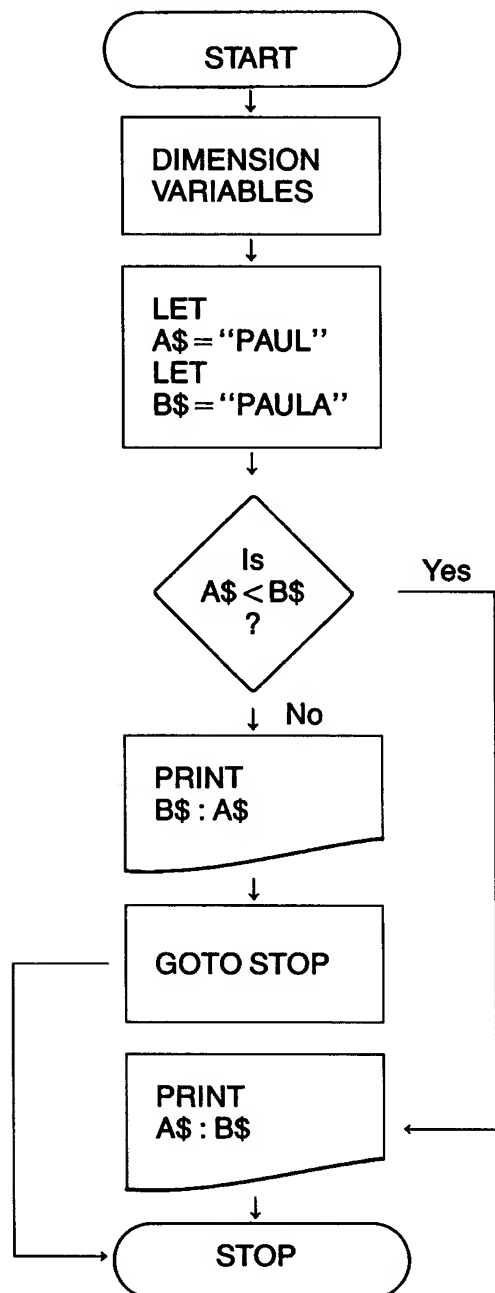 START
DIMENSION
VARIABLES
LET
A$="PAUL"
LET
B$="PAULA"
Is
A$<B$
?
Yes
No
PRINT
B$:A$
GOTO STOP
PRINT
A$:B$
STOP